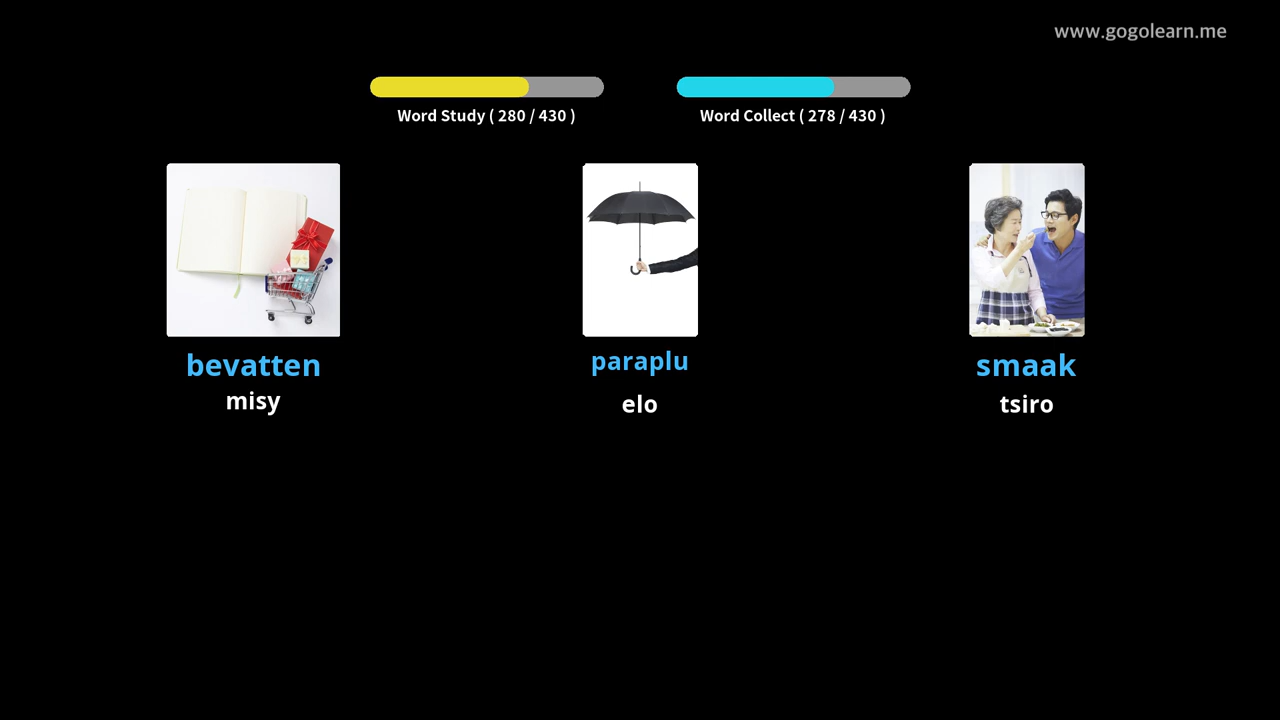 www.gogolearn.me
Word Study ( 280 / 430 )
Word Collect ( 278 / 430 )
bevatten
misy
paraplu
elo
smaak
tsiro